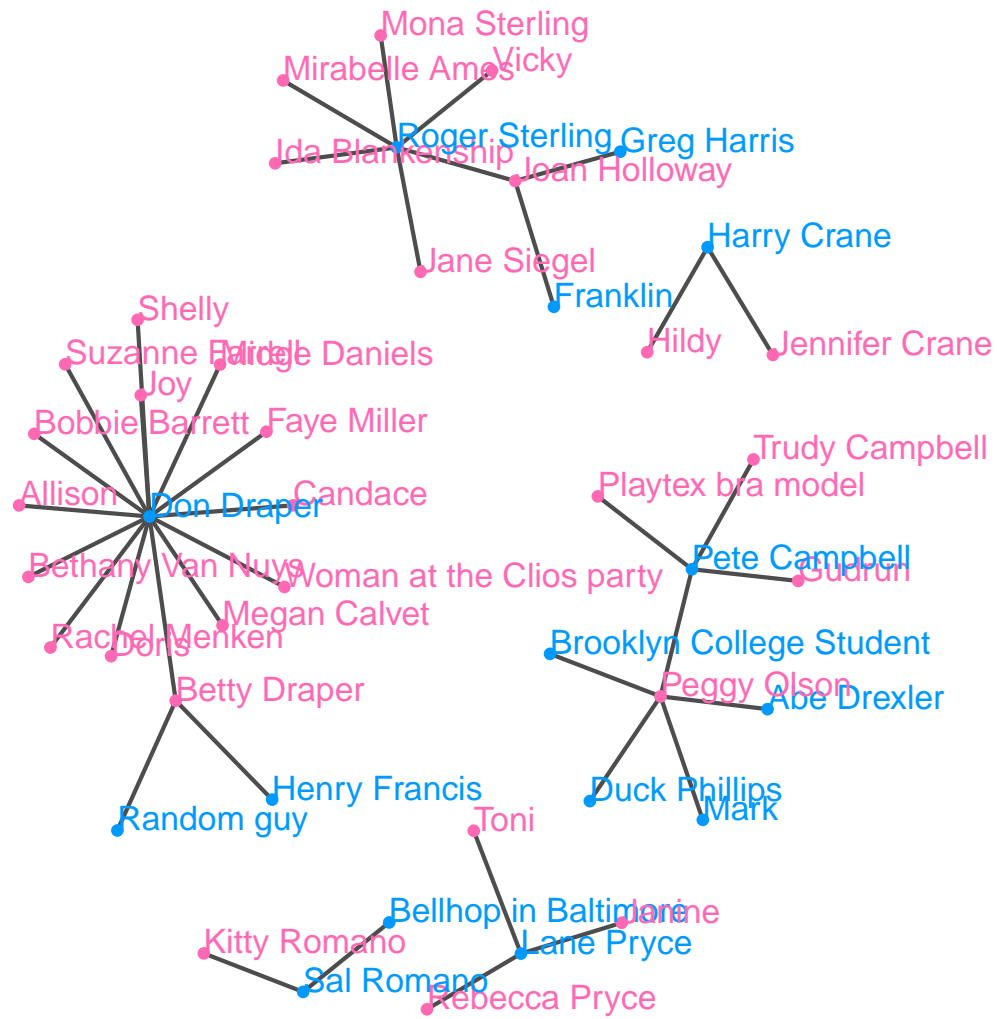 Mona Sterling
Vicky
Mirabelle Ames
Roger Sterling
Greg Harris
Ida Blankenship
Joan Holloway
Harry Crane
Jane Siegel
Franklin
Shelly
Hildy
Jennifer Crane
Suzanne Farrell
Midge Daniels
Joy
Bobbie Barrett
Faye Miller
Trudy Campbell
Playtex bra model
Allison
Candace
Don Draper
Pete Campbell
Gudrun
Bethany Van Nuys
Woman at the Clios party
Megan Calvet
Rachel Menken
Doris
Brooklyn College Student
Peggy Olson
Abe Drexler
Betty Draper
Henry Francis
Duck Phillips
Mark
Random guy
Toni
Bellhop in Baltimore
Janine
Kitty Romano
Lane Pryce
Sal Romano
Rebecca Pryce